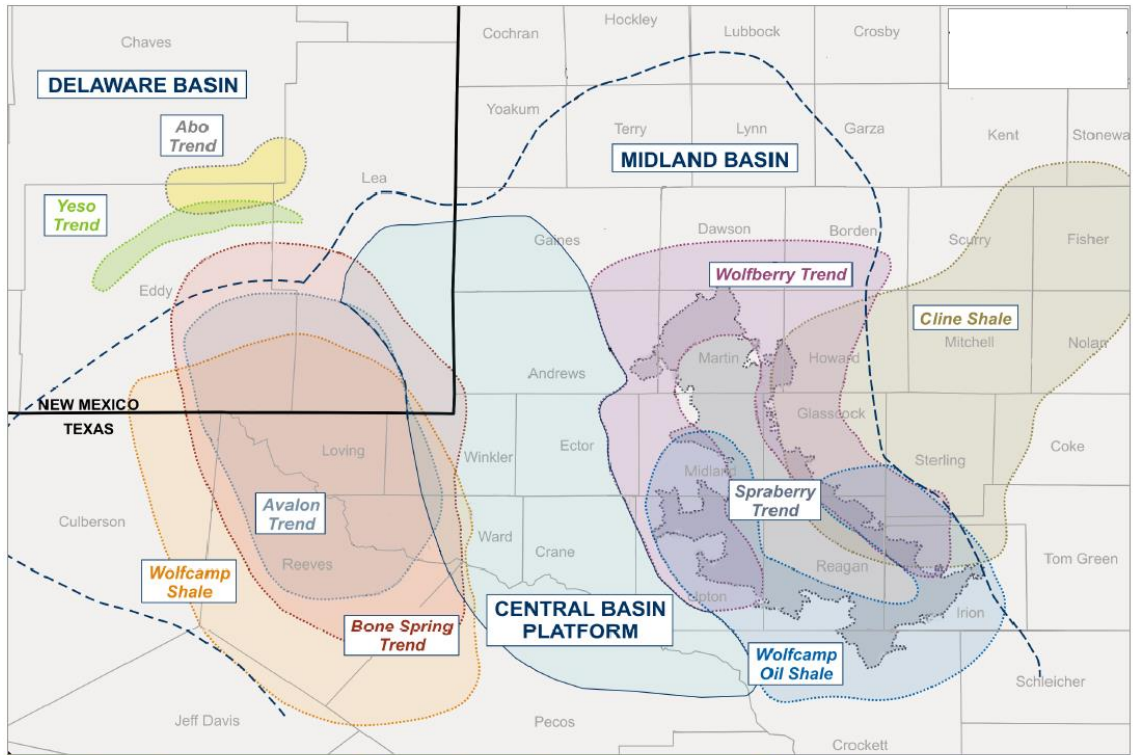 Hockley
Cochran
Lubbock
Crosby
Chaves
DELAWARE BASIN
Yoakum
Abo
Trend
Terry
Lynn
Garza
Kent
Stonewa
MIDLAND BASIN
Lea
Yeso
Trend
Gaines
Dawson
Borden
Scurry
Fisher
Wolfberry Trend
Eddy
Cline Shale
Mitchell
Nolan
Martin
Howard
Andrews
NEW MEXICO
TEXAS
Glasscock
Loving
Winkler
Ector
Midland
Sterling
Coke
Spraberry
Trend
Avalon
Trend
Culberson
Ward
Crane
Reeves
Reagan
Tom Green
Wolfcamp
Shale
Upton
Irion
CENTRAL BASIN
PLATFORM
Bone Spring
Trend
Wolfcamp
Oil Shale
Schleicher
Jeff Davis
Pecos
Crockett